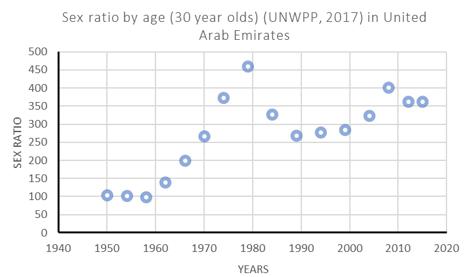 Sex ratio by age (30 year olds) (UNWPP, 2017) in United
Arab Emirates
500
450
400
350
300
250
200
150
100
50
0
SEX RATIO
1940 1950 1960 1970 1980 1990 2000 2010 2020
YEARS